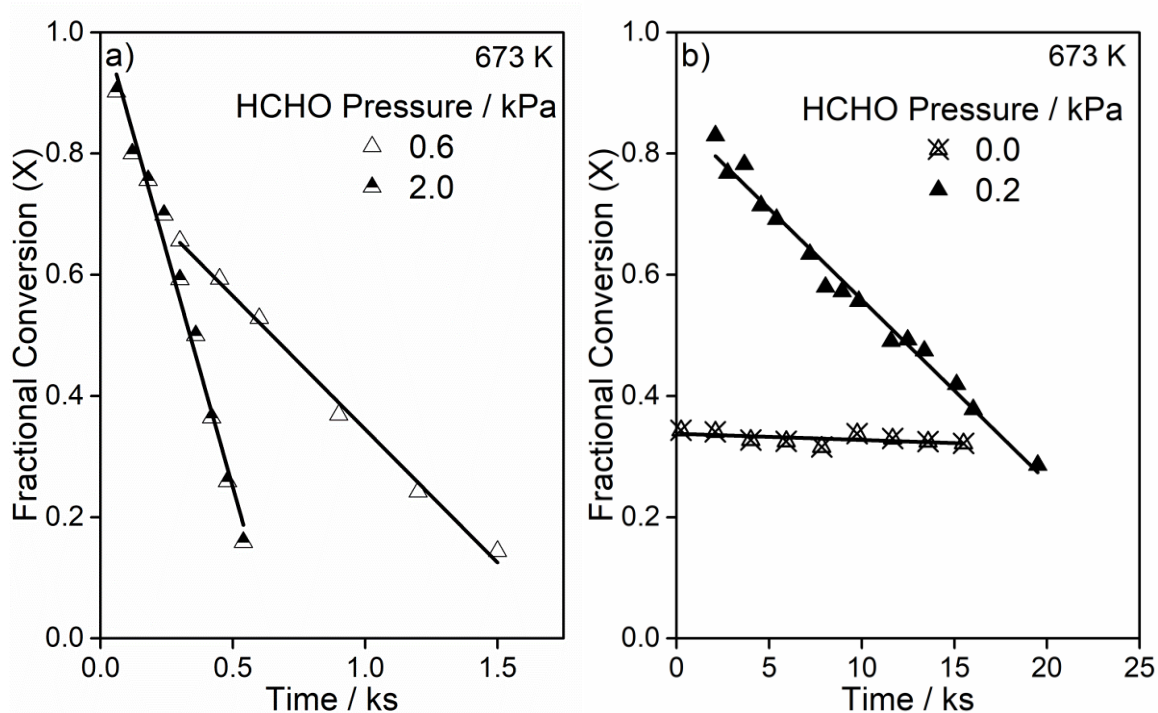 a)
673 K
HCHO Pressure / kPa
0.6
2.0
Fractional Conversion (X)
1.0
0.8
0.6
0.4
0.2
0.0
0.0 0.5 1.0 1.5
Time / ks
b)
673 K
HCHO Pressure / kPa
0.0
0.2
Fractional Conversion (X)
1.0
0.8
0.6
0.4
0.2
0.0
0 5 10 15 20 25
Time / ks